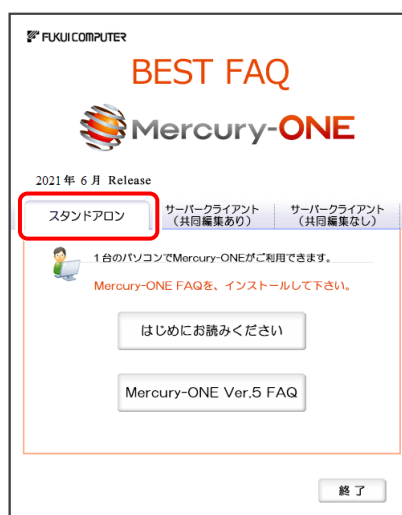 FUKUI COMPUTER
BEST FAQ
Mercury-ONE
2021年 6月 Release
スタンドアロン
サーバークライアント
（共同編集あり）
サーバークライアント
（共同編集なし）
1台のパソコンでMercury-ONEがご利用できます。
Mercury-ONE FAQを、インストールして下さい。
はじめにお読みください
Mercury-ONE Ver.5 FAQ
終 了